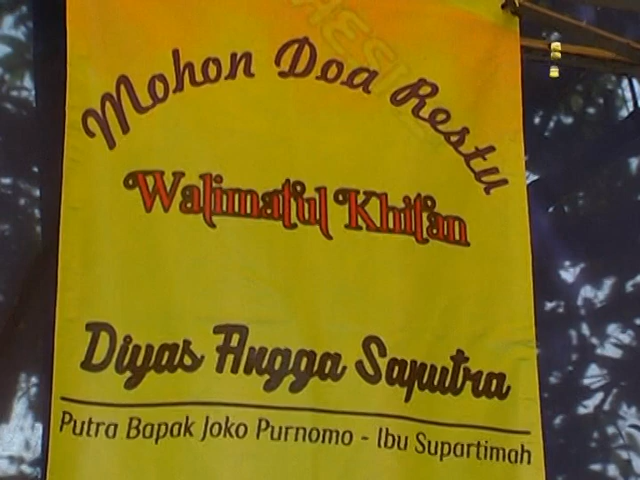 Mohon Doa Restu
Walimatul Khitan
Diyas Angga Saputra
Putra Bapak Joko Purnomo - Ibu Supartimah